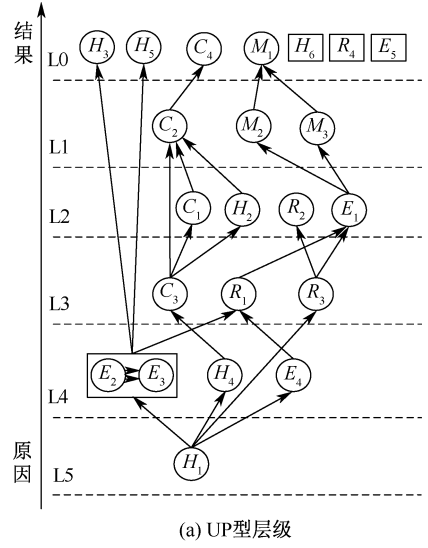 结果
L0 H₃ H₅ C₄ M₁ H₆ R₄ E₅
L1 C₂ M₂ M₃
L2 C₁ H₂ R₂ E₁
L3 C₃ R₁ R₃
L4 E₂ E₃ H₄ E₄
原因
L5 H₁
(a) UP型层级